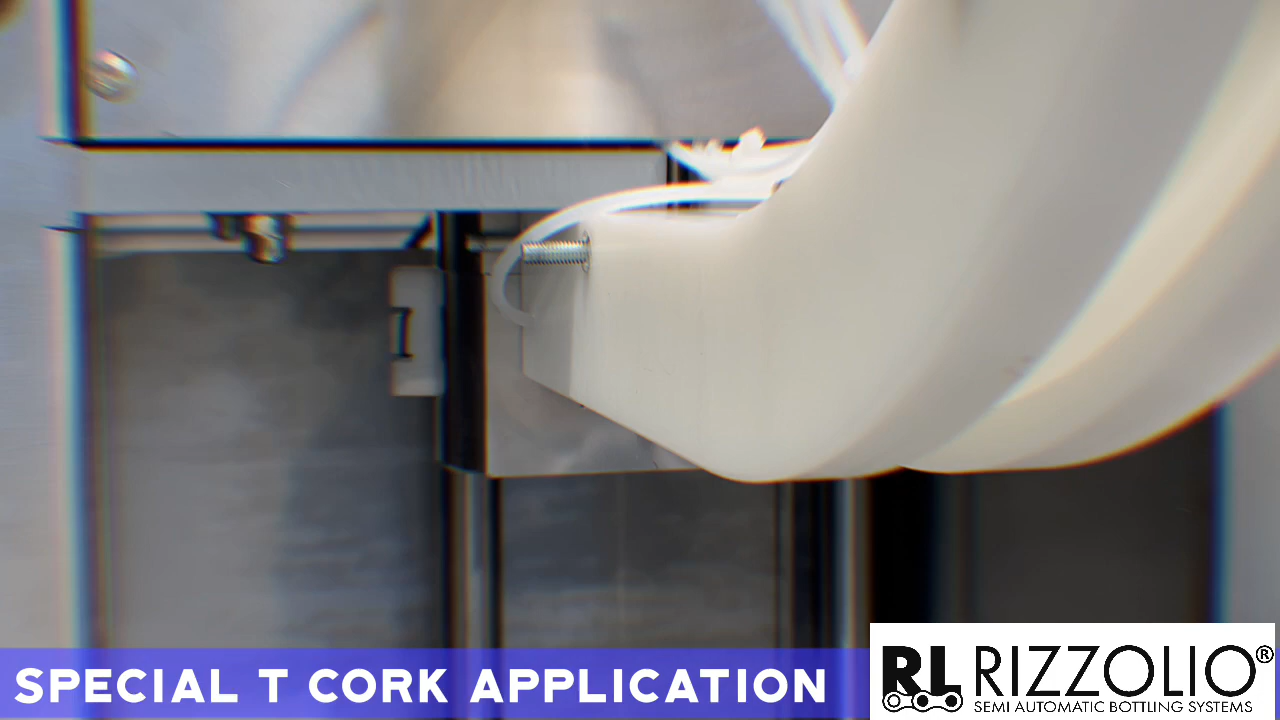 SPECIAL T CORK APPLICATION
RL RIZZOLIO®
SEMI AUTOMATIC BOTTLING SYSTEMS